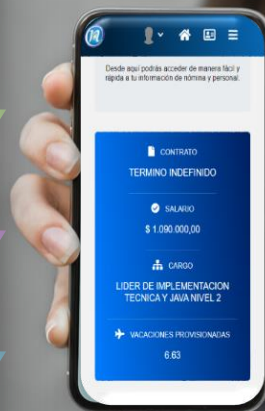 Desde aquí podrás acceder de manera fácil y
rápida a tu información de nómina y personal.
CONTRATO
TERMINO INDEFINIDO
SALARIO
$ 1.090.000,00
CARGO
LIDER DE IMPLEMENTACION
TECNICA Y JAVA NIVEL 2
VACACIONES PROVISIONADAS
6.63